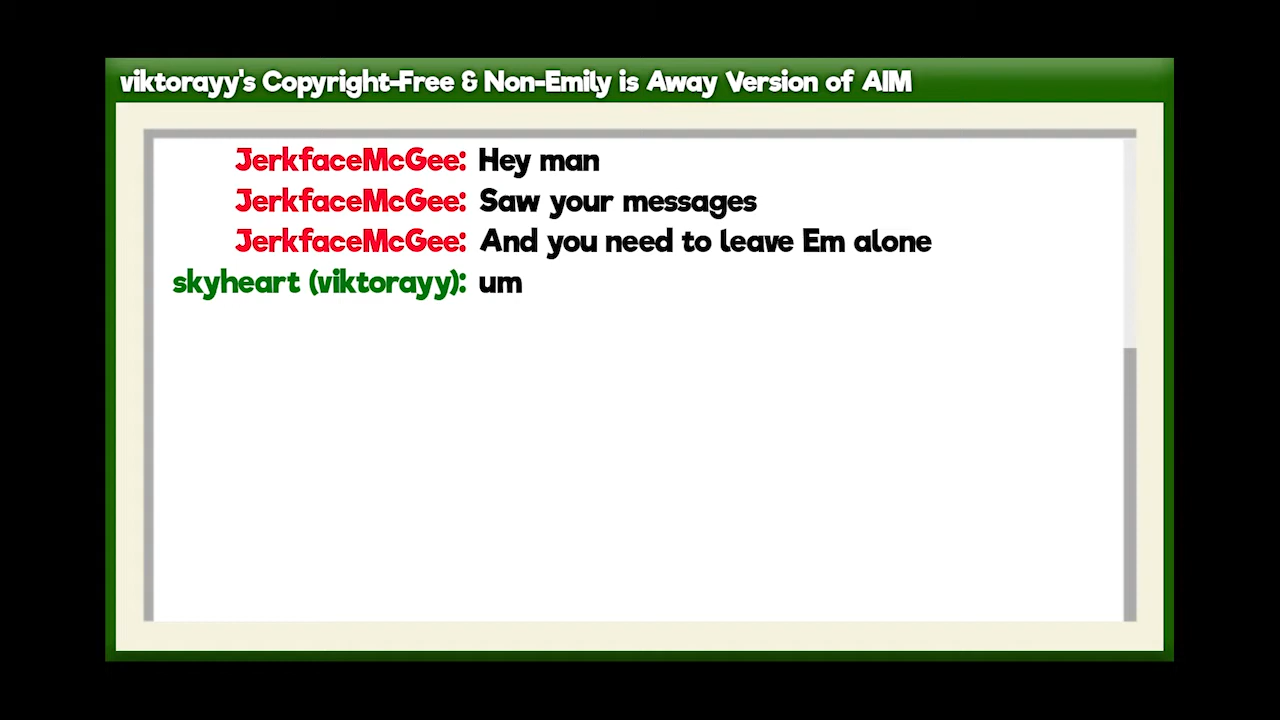 viktorayy's Copyright-Free & Non-Emily is Away Version of AIM
JerkfaceMcGee: Hey man
JerkfaceMcGee: Saw your messages
JerkfaceMcGee: And you need to leave Em alone
skyheart (viktorayy): um